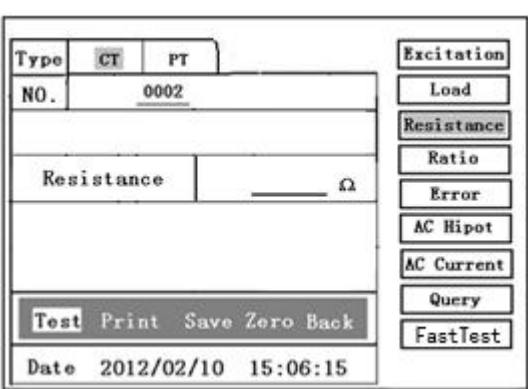 Type CT PT
NO. 0002
Resistance Ω
Test Print Save Zero Back
Date 2012/02/10 15:06:15
Excitation
Load
Resistance
Ratio
Error
AC Hipot
AC Current
Query
FastTest